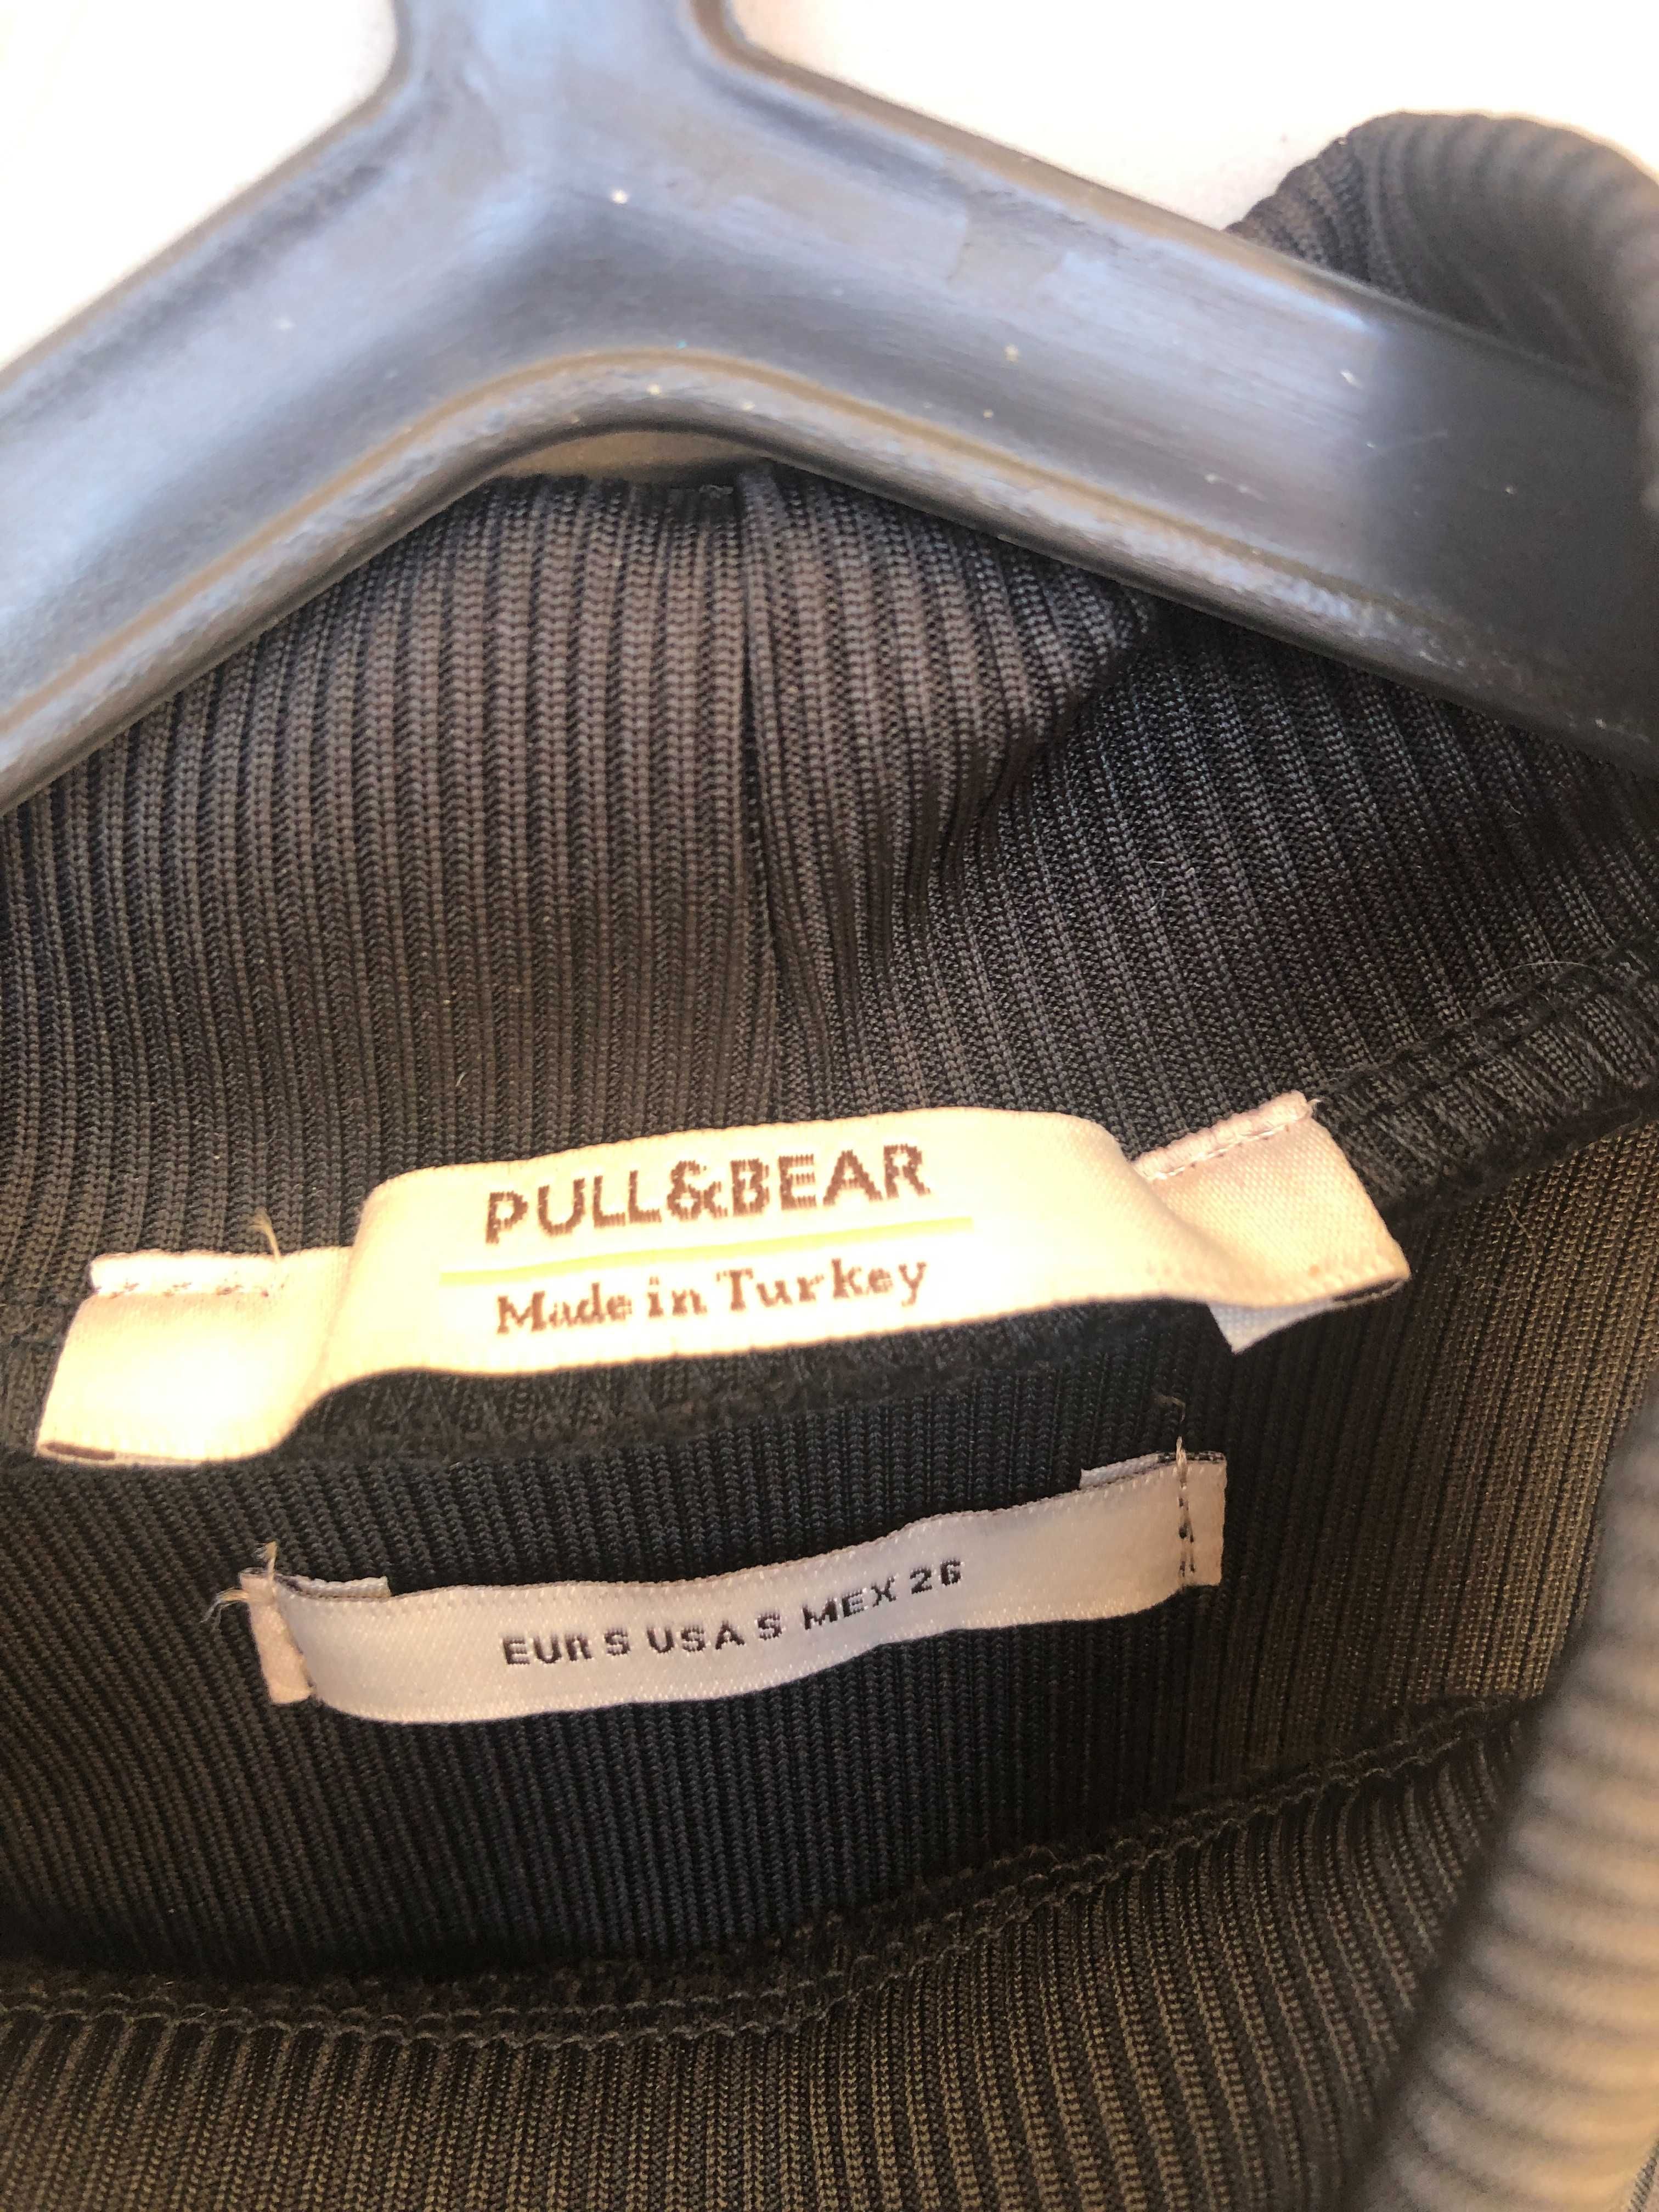 PULL&BEAR
Made in Turkey
EUR S USA S MEX 26